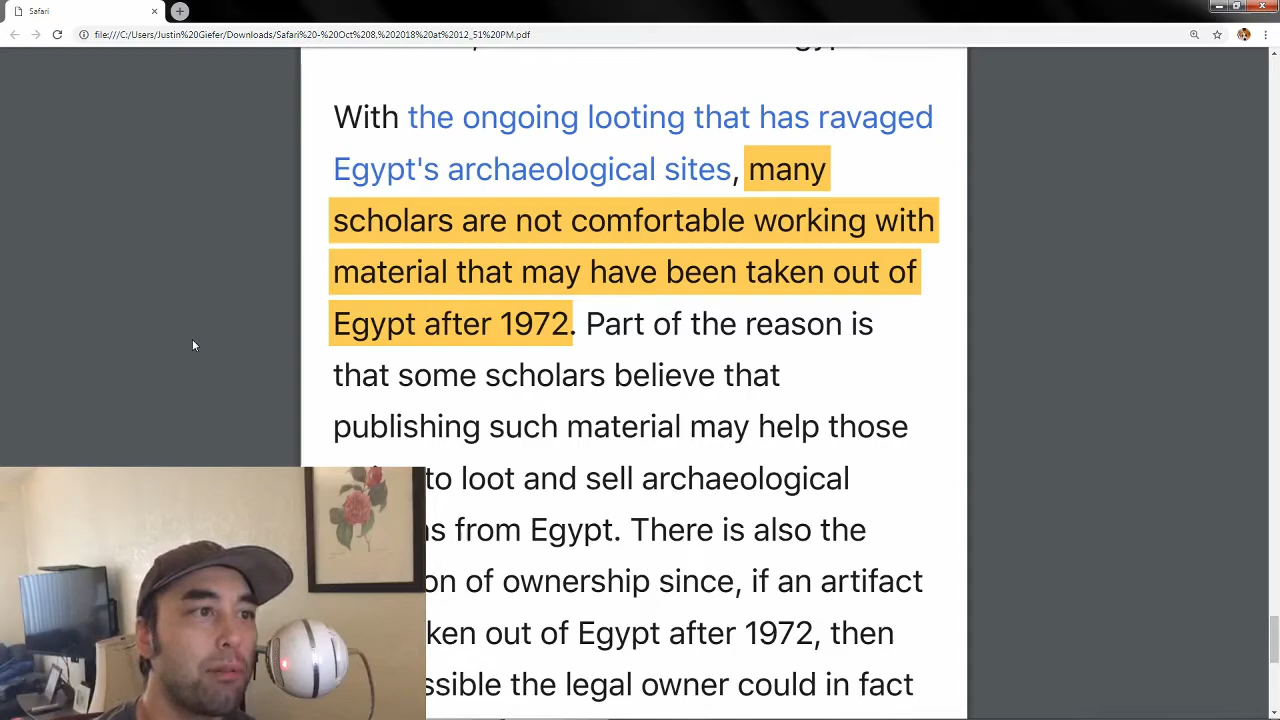 Safari
file:///C:/Users/Justin%20Giefer/Downloads/Safari%20-%20Oct%208,%202018%20at%2012_51%20PM.pdf
With the ongoing looting that has ravaged
Egypt's archaeological sites, many
scholars are not comfortable working with
material that may have been taken out of
Egypt after 1972. Part of the reason is
that some scholars believe that
publishing such material may help those
to loot and sell archaeological
from Egypt. There is also the
of ownership since, if an artifact
out of Egypt after 1972, then
the legal owner could in fact